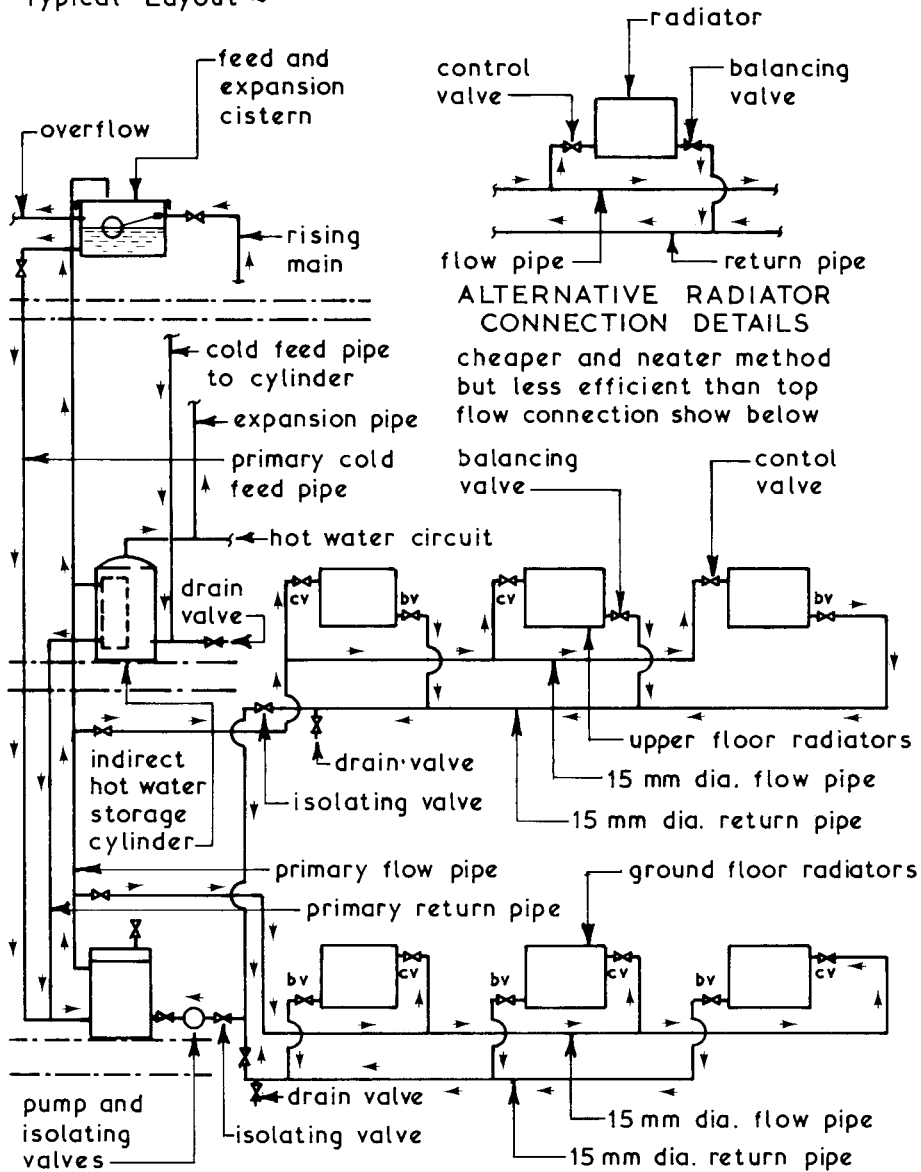 Typical Layout ~
radiator
feed and
expansion
cistern
control
valve
balancing
valve
overflow
rising
main
flow pipe
return pipe
ALTERNATIVE RADIATOR
CONNECTION DETAILS
cheaper and neater method
but less efficient than top
flow connection show below
cold feed pipe
to cylinder
expansion pipe
primary cold
feed pipe
balancing
valve
contol
valve
hot water circuit
drain
valve
cv
bv
cv
bv
upper floor radiators
drain valve
15 mm dia. flow pipe
isolating valve
15 mm dia. return pipe
indirect
hot water
storage
cylinder
primary flow pipe
ground floor radiators
primary return pipe
bv
cv
bv
cv
bv
cv
drain valve
pump and
isolating
valves
isolating valve
15 mm dia. flow pipe
15 mm dia. return pipe